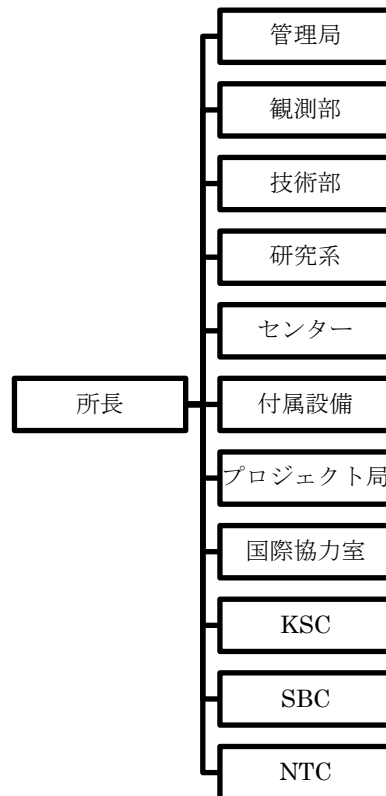 管理局
観測部
技術部
研究系
センター
所長
付属設備
プロジェクト局
国際協力室
KSC
SBC
NTC